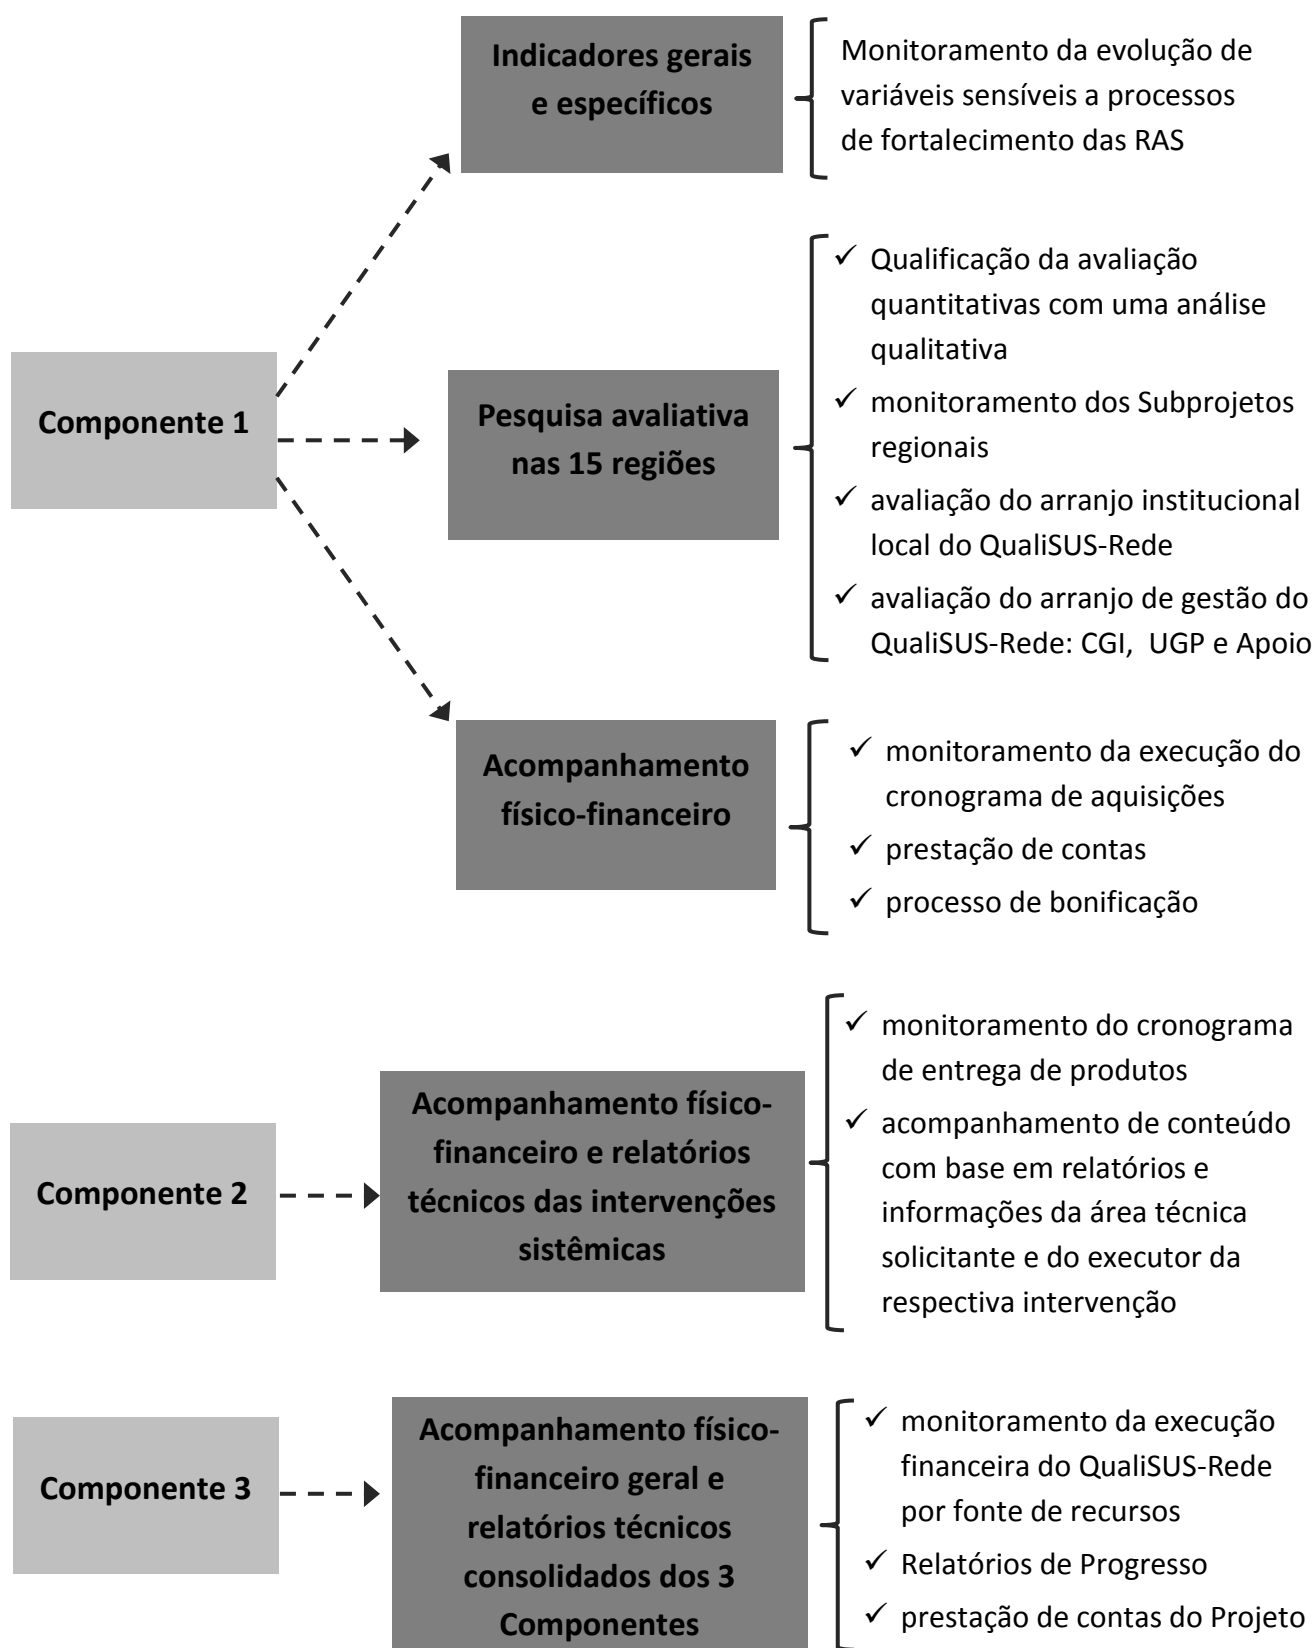 Indicadores gerais
e específicos
Monitoramento da evolução de
variáveis sensíveis a processos
de fortalecimento das RAS
Componente 1
Pesquisa avaliativa
nas 15 regiões
✓ Qualificação da avaliação
quantitativas com uma análise
qualitativa
✓ monitoramento dos Subprojetos
regionais
✓ avaliação do arranjo institucional
local do QualiSUS-Rede
✓ avaliação do arranjo de gestão do
QualiSUS-Rede: CGI, UGP e Apoio
Acompanhamento
físico-financeiro
✓ monitoramento da execução do
cronograma de aquisições
✓ prestação de contas
✓ processo de bonificação
Componente 2
Acompanhamento físico-
financeiro e relatórios
técnicos das intervenções
sistêmicas
✓ monitoramento do cronograma
de entrega de produtos
✓ acompanhamento de conteúdo
com base em relatórios e
informações da área técnica
solicitante e do executor da
respectiva intervenção
Componente 3
Acompanhamento físico-
financeiro geral e
relatórios técnicos
consolidados dos 3
Componentes
✓ monitoramento da execução
financeira do QualiSUS-Rede
por fonte de recursos
✓ Relatórios de Progresso
✓ prestação de contas do Projeto